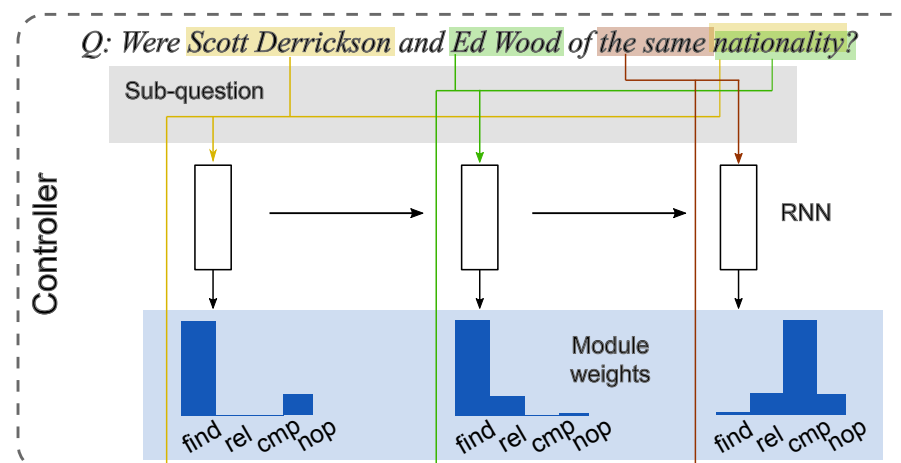 Q: Were Scott Derrickson and Ed Wood of the same nationality?
Sub-question
Controller
RNN
Module
weights
find rel cmp nop
find rel cmp nop
find rel cmp nop